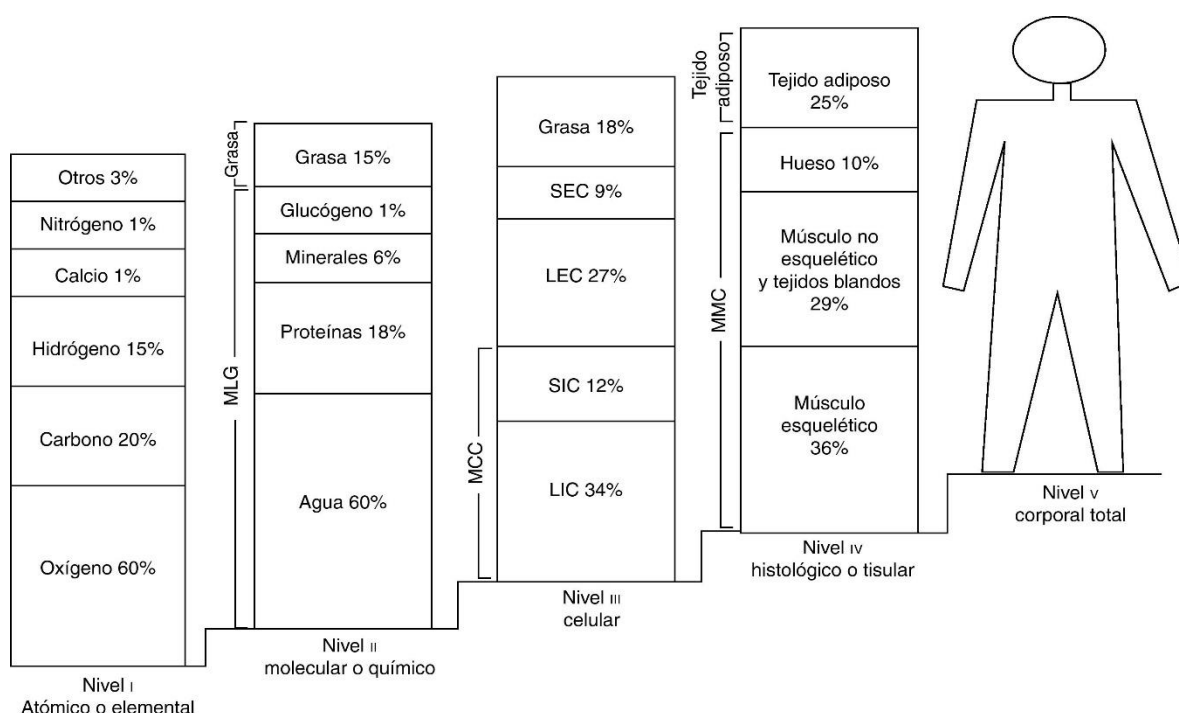 Otros 3%
Nitrógeno 1%
Calcio 1%
Hidrógeno 15%
Carbono 20%
Oxígeno 60%
Nivel I
Atómico o elemental
Grasa
MLG
Grasa 15%
Glucógeno 1%
Minerales 6%
Proteínas 18%
Agua 60%
Nivel II
molecular o químico
MCC
Grasa 18%
SEC 9%
LEC 27%
SIC 12%
LIC 34%
Nivel III
celular
Tejido
adiposo
MMC
Tejido adiposo
25%
Hueso 10%
Músculo no
esquelético
y tejidos blandos
29%
Músculo
esquelético
36%
Nivel IV
histológico o tisular
Nivel V
corporal total